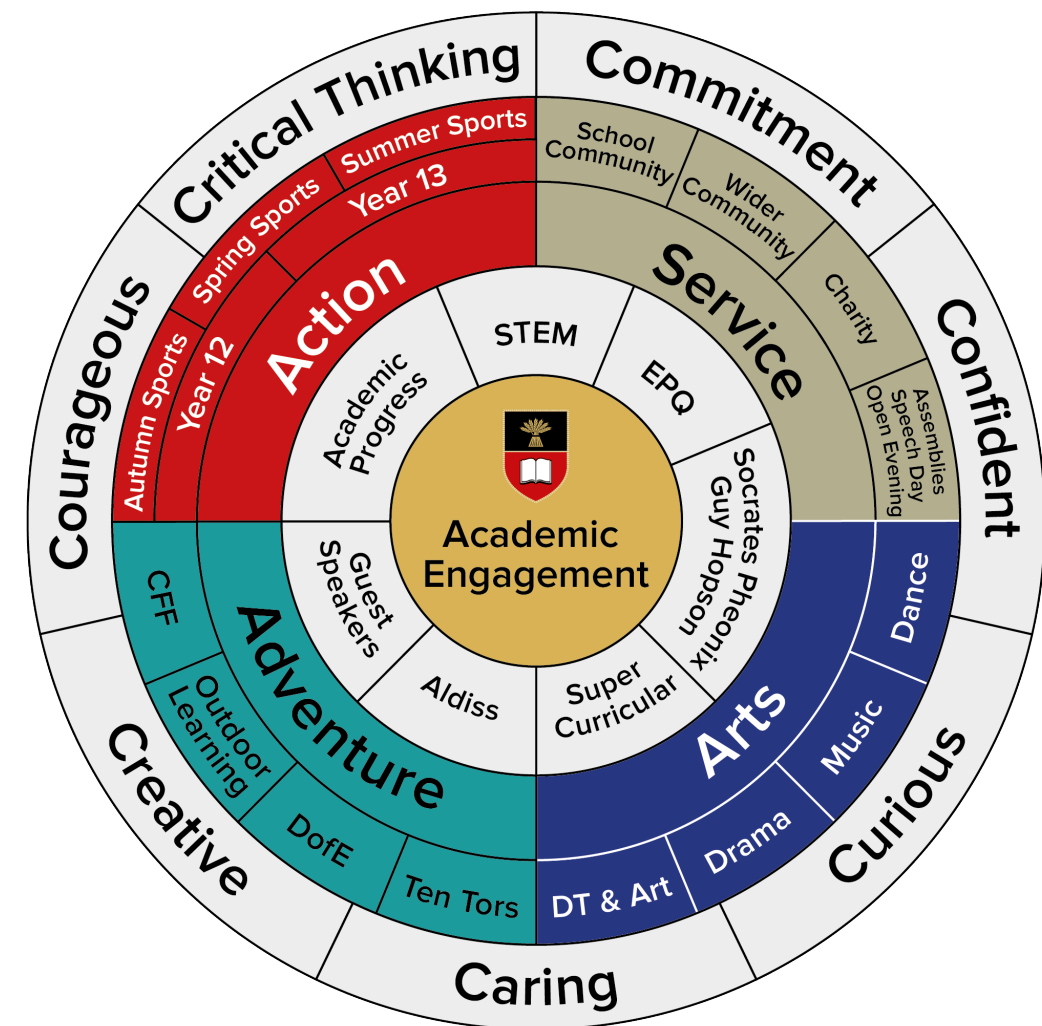 Critical Thinking
Commitment
Confident
Curious
Caring
Creative
Courageous
Action
Summer Sports
Spring Sports
Autumn Sports
Year 13
Year 12
Service
School
Community
Wider
Community
Charity
Assemblies
Speech Day
Open Evening
Arts
Dance
Music
Drama
DT & Art
Adventure
CFF
Outdoor
Learning
DofE
Ten Tors
STEM
EPQ
Socrates Pheonix
Guy Hopson
Super
Curricular
Aldiss
Guest
Speakers
Academic
Progress
Academic
Engagement